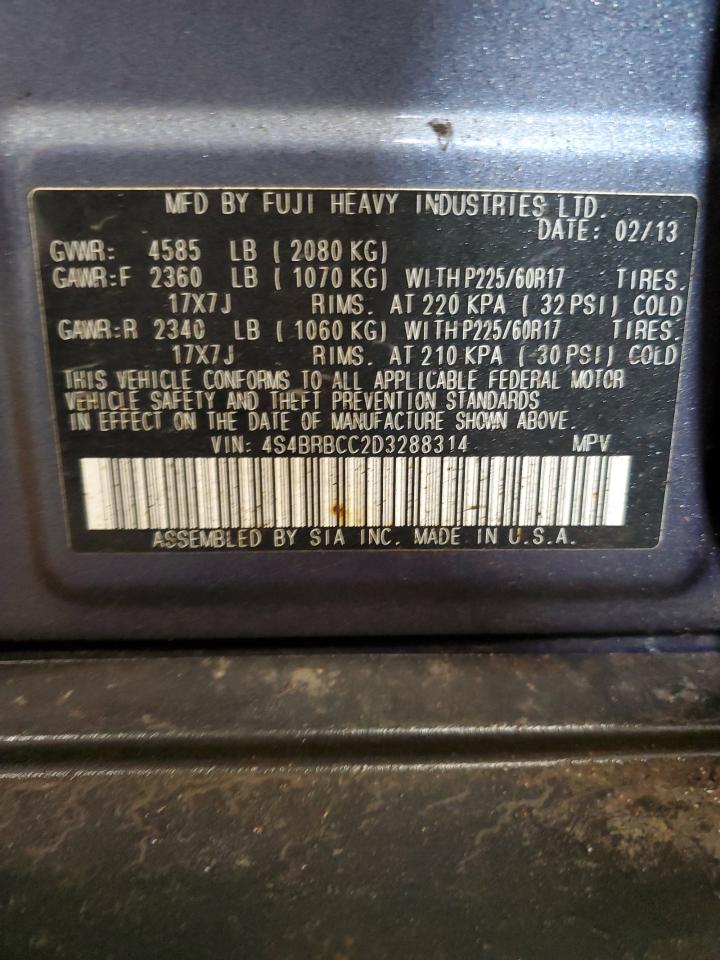 MFD BY FUJI HEAVY INDUSTRIES LTD.
DATE: 02/13
GVWR: 4585 LB ( 2080 KG)
GAWR:F 2360 LB ( 1070 KG) WITH P225/60R17 TIRES.
17X7J RIMS. AT 220 KPA ( 32 PSI) COLD
GAWR:R 2340 LB ( 1060 KG) WITH P225/60R17 TIRES.
17X7J RIMS. AT 210 KPA ( 30 PSI) COLD
THIS VEHICLE CONFORMS TO ALL APPLICABLE FEDERAL MOTOR
VEHICLE SAFETY AND THEFT PREVENTION STANDARDS
IN EFFECT ON THE DATE OF MANUFACTURE SHOWN ABOVE.
VIN: 4S4BRBCC2D3288314 MPV
ASSEMBLED BY SIA INC. MADE IN U.S.A.